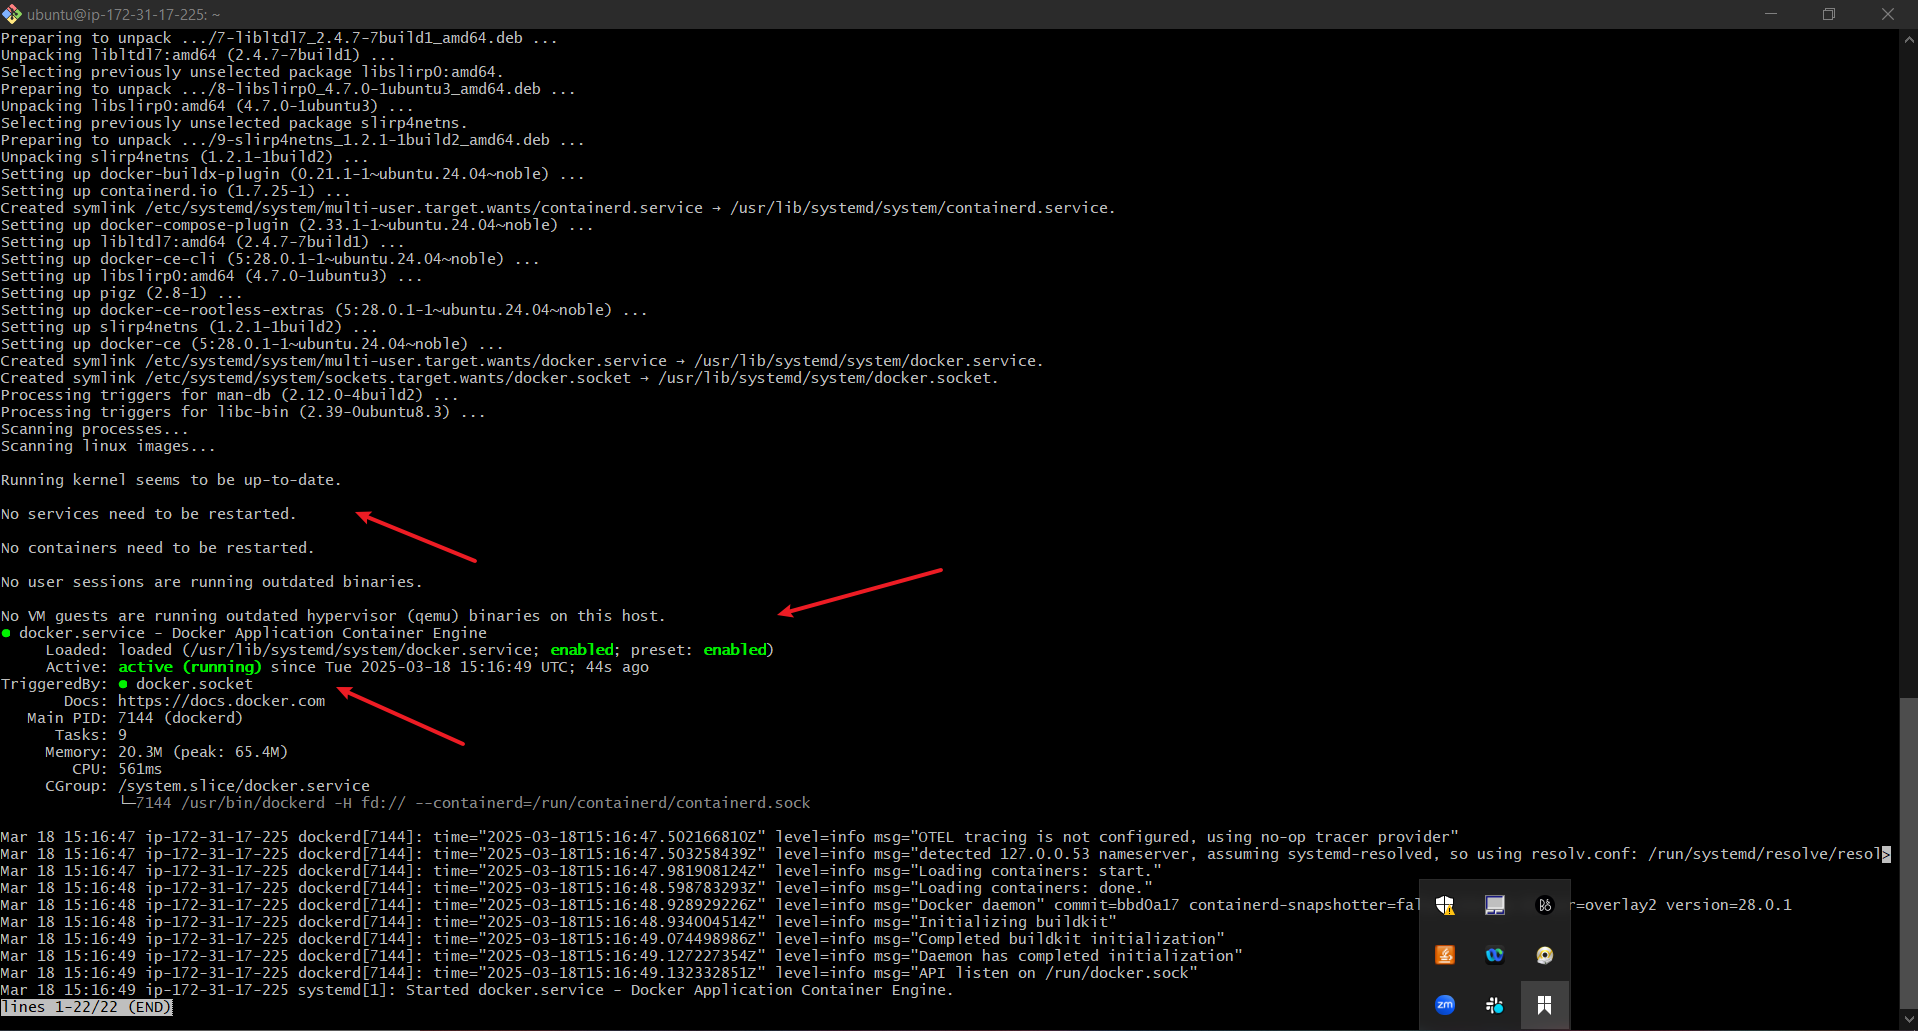 ubuntu@ip-172-31-17-225: ~
Preparing to unpack .../7-libltdl7_2.4.7-7build1_amd64.deb ...
Unpacking libltdl7:amd64 (2.4.7-7build1) ...
Selecting previously unselected package libslirp0:amd64.
Preparing to unpack .../8-libslirp0_4.7.0-1ubuntu3_amd64.deb ...
Unpacking libslirp0:amd64 (4.7.0-1ubuntu3) ...
Selecting previously unselected package slirp4netns.
Preparing to unpack .../9-slirp4netns_1.2.1-1build2_amd64.deb ...
Unpacking slirp4netns (1.2.1-1build2) ...
Setting up docker-buildx-plugin (0.21.1-1~ubuntu.24.04~noble) ...
Setting up containerd.io (1.7.25-1) ...
Created symlink /etc/systemd/system/multi-user.target.wants/containerd.service → /usr/lib/systemd/system/containerd.service.
Setting up docker-compose-plugin (2.33.1-1~ubuntu.24.04~noble) ...
Setting up libltdl7:amd64 (2.4.7-7build1) ...
Setting up docker-ce-cli (5:28.0.1-1~ubuntu.24.04~noble) ...
Setting up libslirp0:amd64 (4.7.0-1ubuntu3) ...
Setting up pigz (2.8-1) ...
Setting up docker-ce-rootless-extras (5:28.0.1-1~ubuntu.24.04~noble) ...
Setting up slirp4netns (1.2.1-1build2) ...
Setting up docker-ce (5:28.0.1-1~ubuntu.24.04~noble) ...
Created symlink /etc/systemd/system/multi-user.target.wants/docker.service → /usr/lib/systemd/system/docker.service.
Created symlink /etc/systemd/system/sockets.target.wants/docker.socket → /usr/lib/systemd/system/docker.socket.
Processing triggers for man-db (2.12.0-4build2) ...
Processing triggers for libc-bin (2.39-0ubuntu8.3) ...
Scanning processes...
Scanning linux images...
Running kernel seems to be up-to-date.
No services need to be restarted.
No containers need to be restarted.
No user sessions are running outdated binaries.
No VM guests are running outdated hypervisor (qemu) binaries on this host.
● docker.service - Docker Application Container Engine
Loaded: loaded (/usr/lib/systemd/system/docker.service; enabled; preset: enabled)
Active: active (running) since Tue 2025-03-18 15:16:49 UTC; 44s ago
TriggeredBy: ● docker.socket
Docs: https://docs.docker.com
Main PID: 7144 (dockerd)
Tasks: 9
Memory: 20.3M (peak: 65.4M)
CPU: 561ms
CGroup: /system.slice/docker.service
└─7144 /usr/bin/dockerd -H fd:// --containerd=/run/containerd/containerd.sock
Mar 18 15:16:47 ip-172-31-17-225 dockerd[7144]: time="2025-03-18T15:16:47.502166810Z" level=info msg="OTEL tracing is not configured, using no-op tracer provider"
Mar 18 15:16:47 ip-172-31-17-225 dockerd[7144]: time="2025-03-18T15:16:47.503258439Z" level=info msg="detected 127.0.0.53 nameserver, assuming systemd-resolved, so using resolv.conf: /run/systemd/resolve/resol>
Mar 18 15:16:47 ip-172-31-17-225 dockerd[7144]: time="2025-03-18T15:16:47.981908124Z" level=info msg="Loading containers: start."
Mar 18 15:16:48 ip-172-31-17-225 dockerd[7144]: time="2025-03-18T15:16:48.598783293Z" level=info msg="Loading containers: done."
Mar 18 15:16:48 ip-172-31-17-225 dockerd[7144]: time="2025-03-18T15:16:48.928929226Z" level=info msg="Docker daemon" commit=bbd0a17 containerd-snapshotter=fal r=overlay2 version=28.0.1
Mar 18 15:16:48 ip-172-31-17-225 dockerd[7144]: time="2025-03-18T15:16:48.934004514Z" level=info msg="Initializing buildkit"
Mar 18 15:16:49 ip-172-31-17-225 dockerd[7144]: time="2025-03-18T15:16:49.074498986Z" level=info msg="Completed buildkit initialization"
Mar 18 15:16:49 ip-172-31-17-225 dockerd[7144]: time="2025-03-18T15:16:49.127227354Z" level=info msg="Daemon has completed initialization"
Mar 18 15:16:49 ip-172-31-17-225 dockerd[7144]: time="2025-03-18T15:16:49.132332851Z" level=info msg="API listen on /run/docker.sock"
Mar 18 15:16:49 ip-172-31-17-225 systemd[1]: Started docker.service - Docker Application Container Engine.
lines 1-22/22 (END)
zm